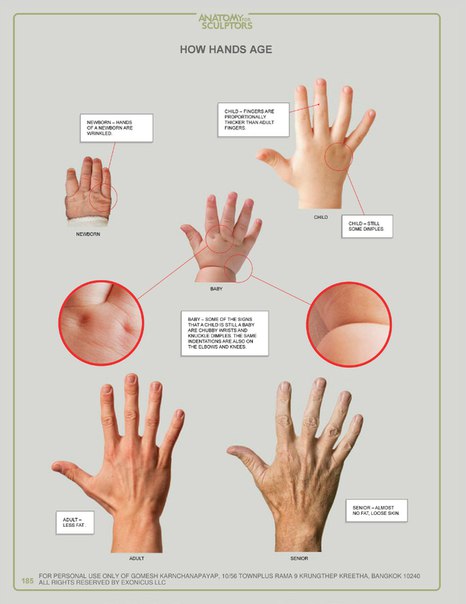 ANATOMY FOR
SCULPTORS
HOW HANDS AGE
NEWBORN – HANDS
OF A NEWBORN ARE
WRINKLED.
CHILD – FINGERS ARE
PROPORTIONALLY
THICKER THAN ADULT
FINGERS.
CHILD
CHILD – STILL
SOME DIMPLES
NEWBORN
BABY
BABY – SOME OF THE SIGNS
THAT A CHILD IS STILL A BABY
ARE CHUBBY WRISTS AND
KNUCKLE DIMPLES. THE SAME
INDENTATIONS ARE ALSO ON
THE ELBOWS AND KNEES.
ADULT –
LESS FAT.
SENIOR – ALMOST
NO FAT, LOOSE SKIN.
ADULT
SENIOR
185
FOR PERSONAL USE ONLY OF GOMESH KARNCHANAPAYAP, 10/56 TOWNPLUS RAMA 9 KRUNGTHEP KREETHA, BANGKOK 10240
ALL RIGHTS RESERVED BY EXONICUS LLC